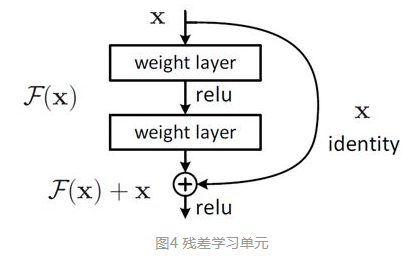 x
weight layer
F(x)
relu
x
weight layer
identity
F(x) + x
relu
图4 残差学习单元